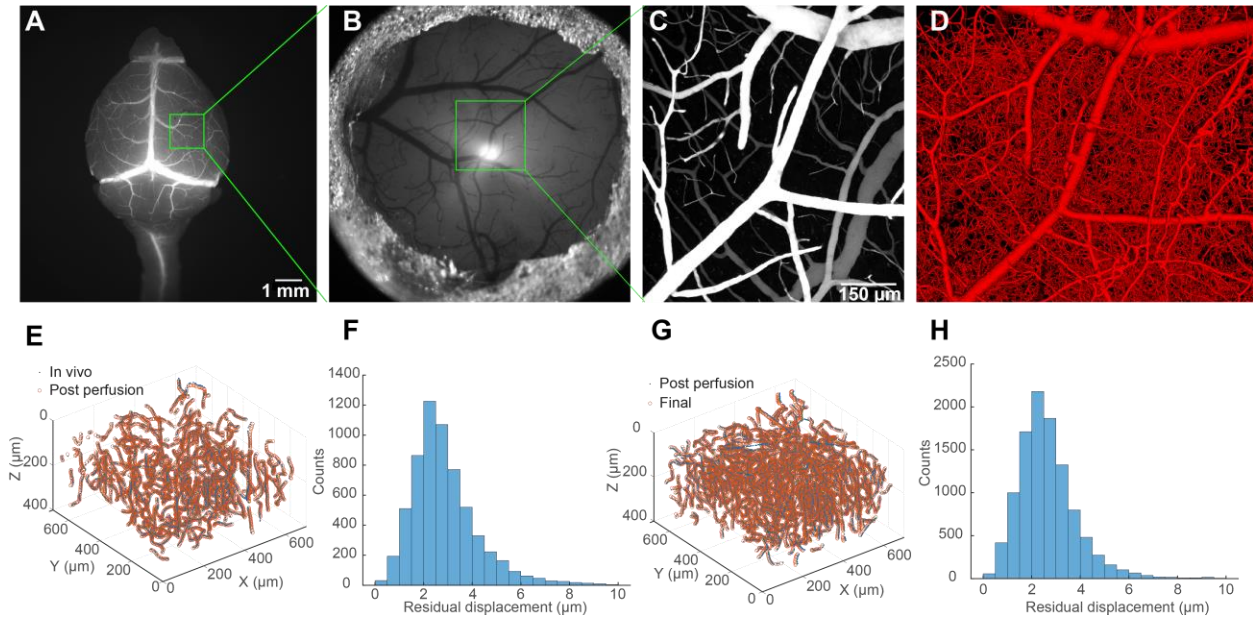 A
B
C
D
1 mm
150 µm
E
In vivo
Post perfusion
0
200
400
Z (µm)
600
400
200
0
Y (µm)
0
200
400
600
X (µm)
F
1400
1200
1000
800
600
400
200
0
Counts
0 2 4 6 8 10
Residual displacement (µm)
G
Post perfusion
Final
0
200
400
Z (µm)
600
400
200
0
Y (µm)
0
200
400
600
X (µm)
H
2500
2000
1500
1000
500
0
Counts
0 2 4 6 8 10
Residual displacement (µm)